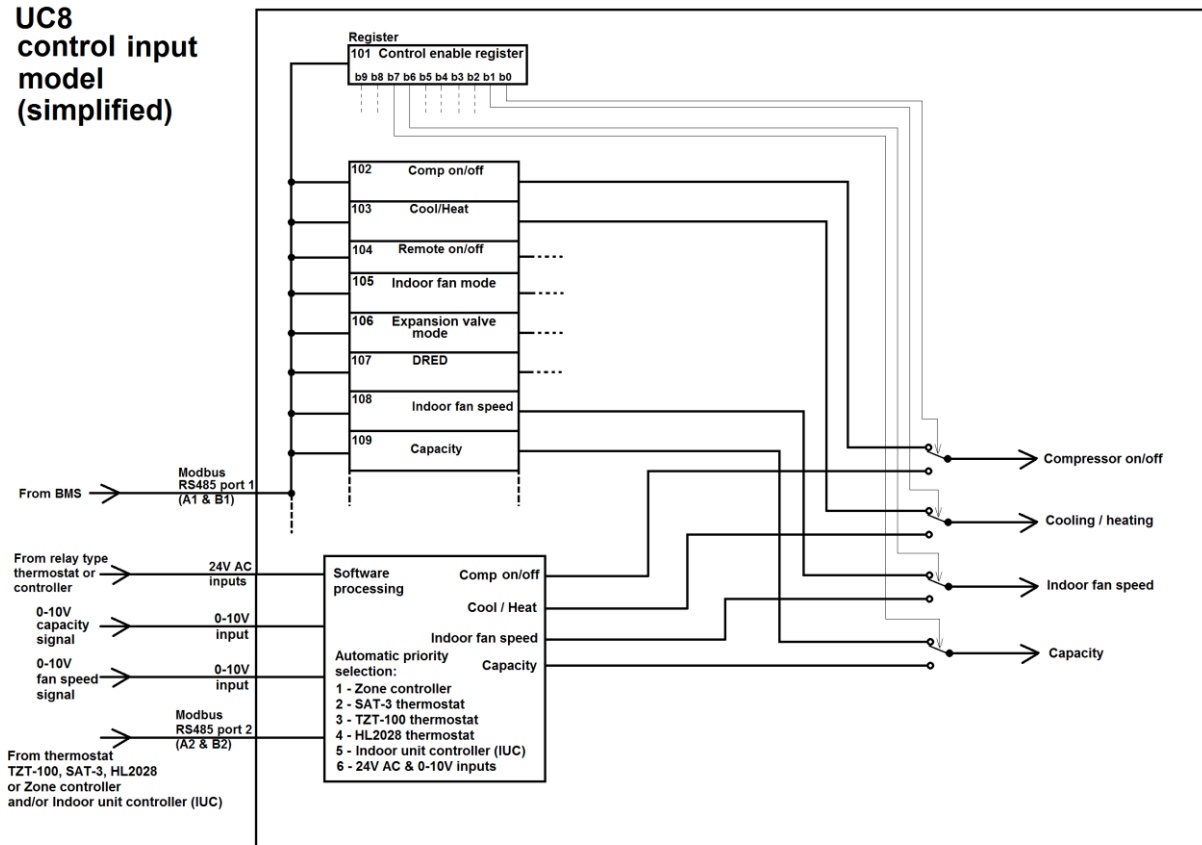 UC8
control input
model
(simplified)
Register
101 Control enable register
b9 b8 b7 b6 b5 b4 b3 b2 b1 b0
102 Comp on/off
103 Cool/Heat
104 Remote on/off
105 Indoor fan mode
106 Expansion valve
mode
107 DRED
108 Indoor fan speed
109 Capacity
From BMS
Modbus
RS485 port 1
(A1 & B1)
Compressor on/off
Cooling / heating
Indoor fan speed
Capacity
From relay type
thermostat or
controller
24V AC
inputs
0-10V
capacity
signal
0-10V
input
0-10V
fan speed
signal
0-10V
input
Modbus
RS485 port 2
(A2 & B2)
From thermostat
TZT-100, SAT-3, HL2028
or Zone controller
and/or Indoor unit controller (IUC)
Software
processing
Comp on/off
Cool / Heat
Indoor fan speed
Capacity
Automatic priority
selection:
1 - Zone controller
2 - SAT-3 thermostat
3 - TZT-100 thermostat
4 - HL2028 thermostat
5 - Indoor unit controller (IUC)
6 - 24V AC & 0-10V inputs